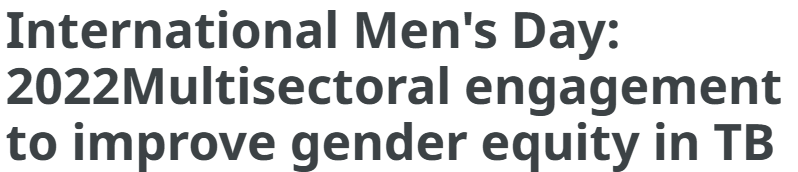 International Men's Day:
2022Multisectoral engagement
to improve gender equity in TB